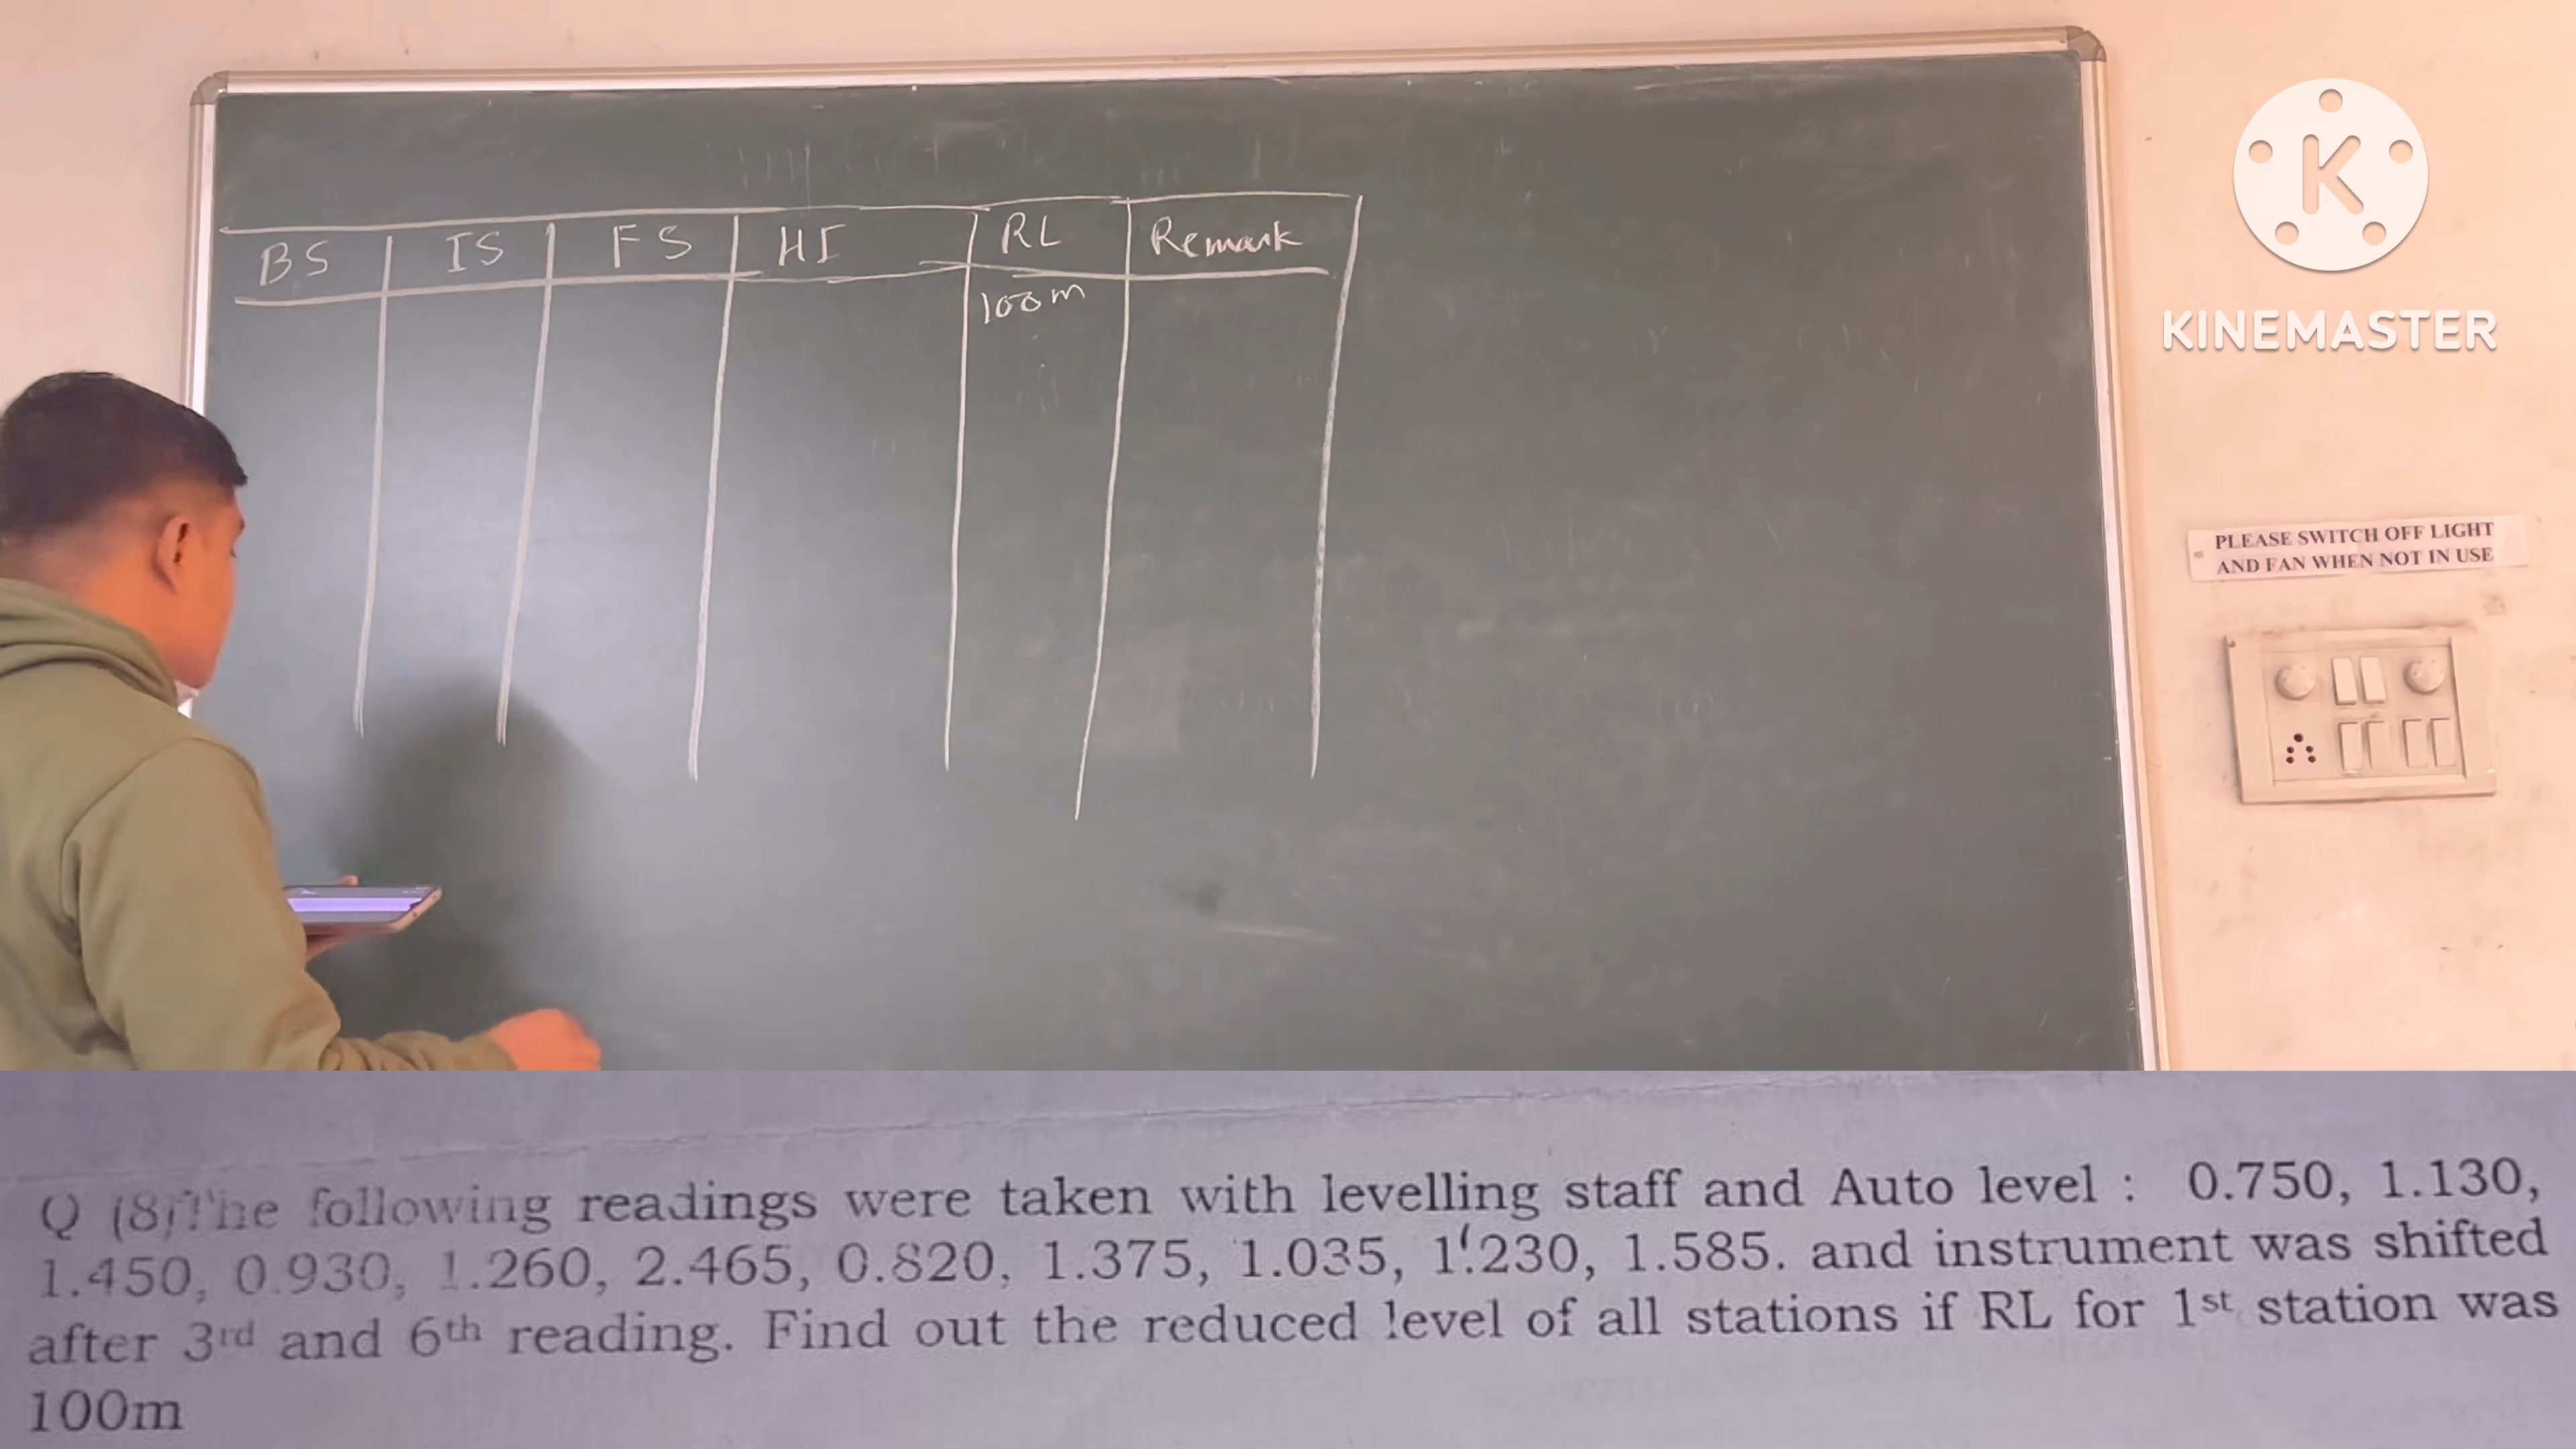 BS IS FS HI RL Remark
100m
KINEMASTER
PLEASE SWITCH OFF LIGHT
AND FAN WHEN NOT IN USE
Q (8) The following readings were taken with levelling staff and Auto level : 0.750, 1.130,
1.450, 0.930, 1.260, 2.465, 0.820, 1.375, 1.035, 1.230, 1.585. and instrument was shifted
after 3rd and 6th reading. Find out the reduced level of all stations if RL for 1st station was
100m